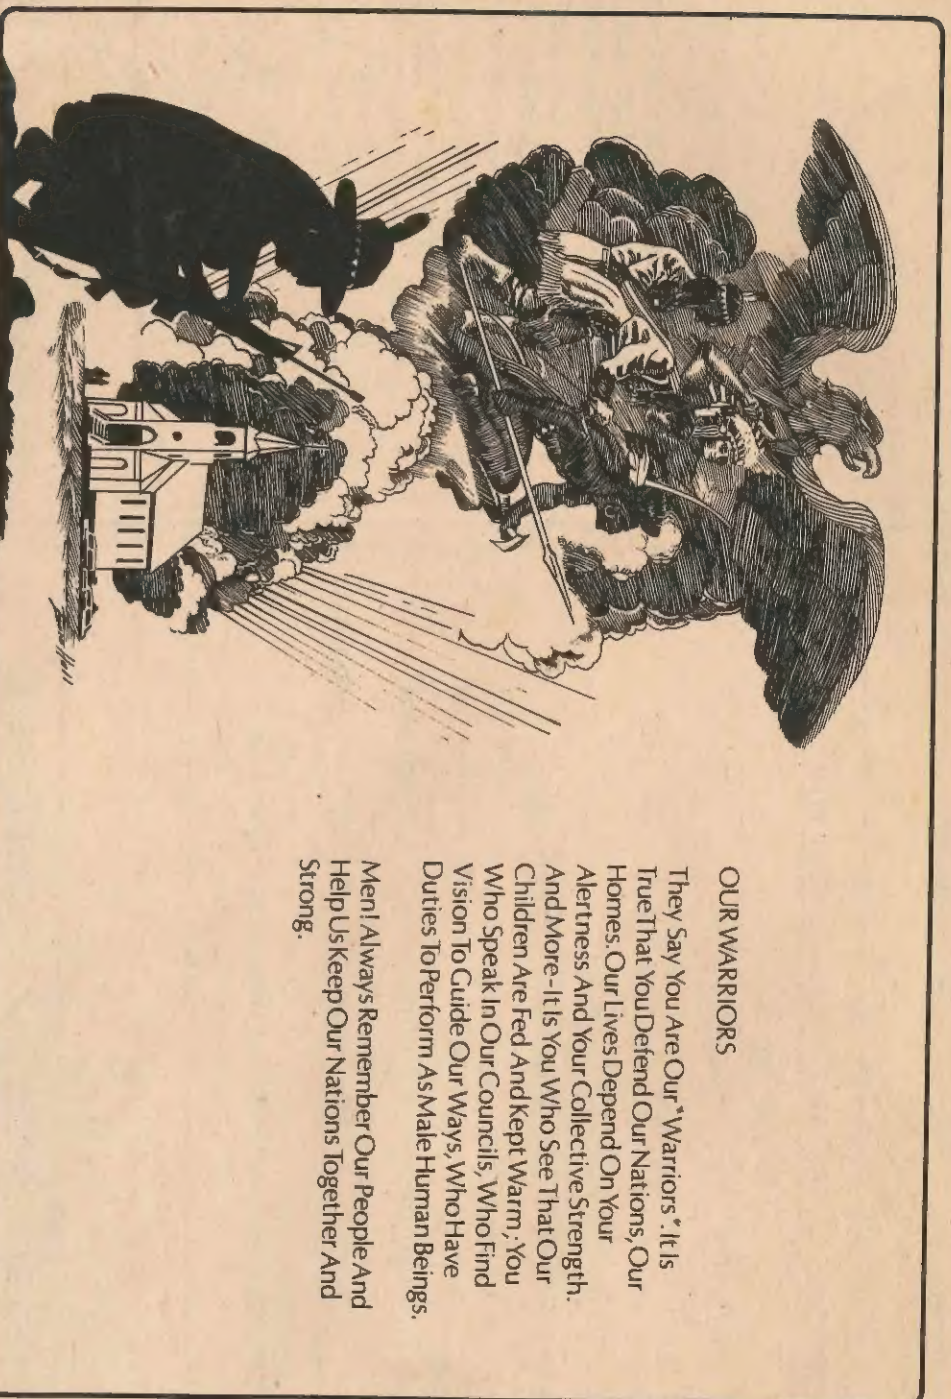 OUR WARRIORS
They Say You Are Our "Warriors". It Is
True That You Defend Our Nations, Our
Homes. Our Lives Depend On Your
Alertness And Your Collective Strength.
And More - It Is You Who See That Our
Children Are Fed And Kept Warm; You
Who Speak In Our Councils, Who Find
Vision To Guide Our Ways, Who Have
Duties To Perform As Male Human Beings.
Men! Always Remember Our People And
Help Us Keep Our Nations Together And
Strong.